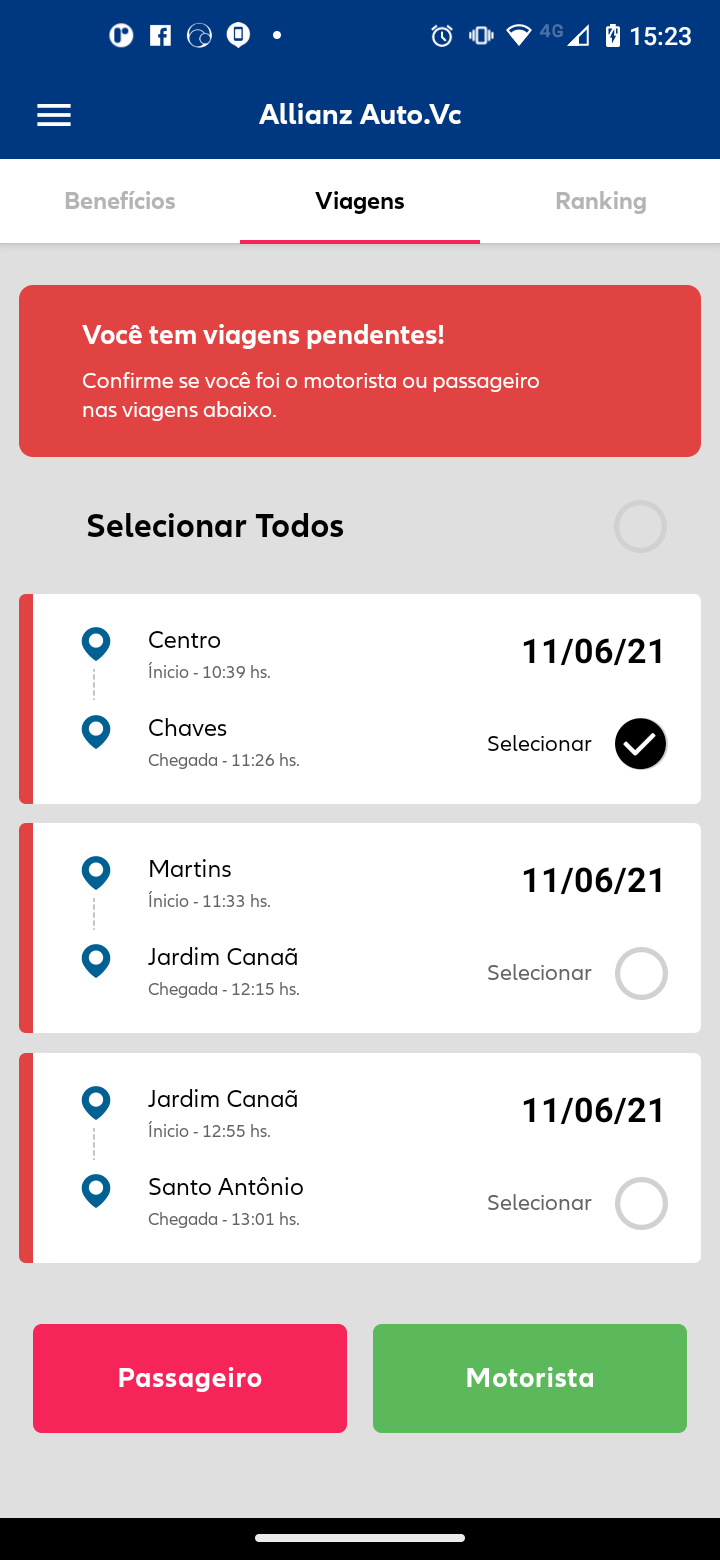 4G 15:23
Allianz Auto.Vc
Benefícios Viagens Ranking
Você tem viagens pendentes!
Confirme se você foi o motorista ou passageiro
nas viagens abaixo.
Selecionar Todos
Centro
11/06/21
Ínicio - 10:39 hs.
Chaves
Selecionar
Chegada - 11:26 hs.
Martins
11/06/21
Ínicio - 11:33 hs.
Jardim Canaã
Selecionar
Chegada - 12:15 hs.
Jardim Canaã
11/06/21
Ínicio - 12:55 hs.
Santo Antônio
Selecionar
Chegada - 13:01 hs.
Passageiro Motorista